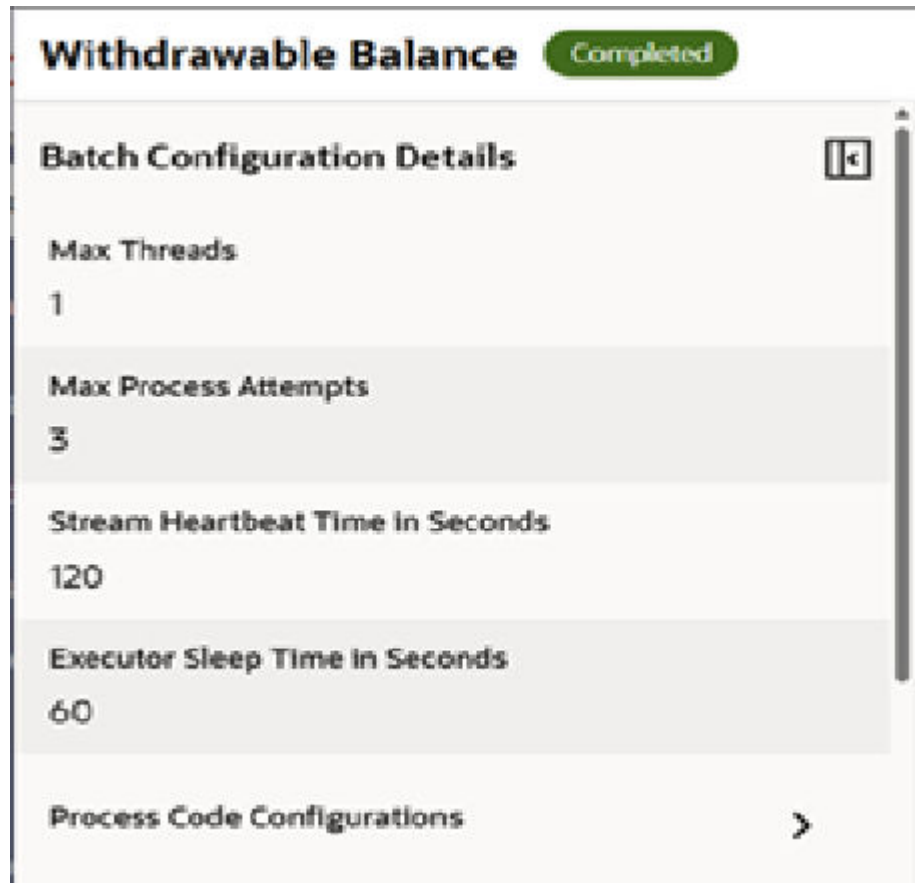 Withdrawable Balance Completed
Batch Configuration Details
Max Threads
1
Max Process Attempts
3
Stream Heartbeat Time in Seconds
120
Executor Sleep Time in Seconds
60
Process Code Configurations